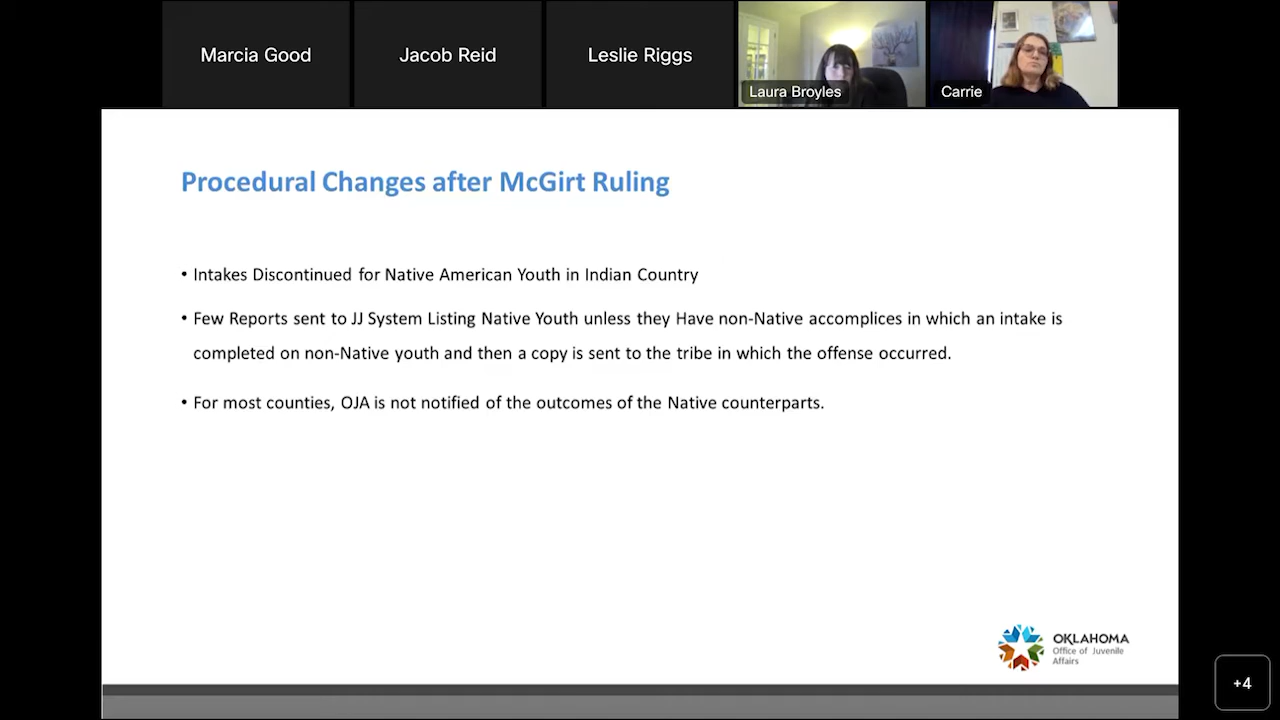 Marcia Good
Jacob Reid
Leslie Riggs
Laura Broyles
Carrie
Procedural Changes after McGirt Ruling
• Intakes Discontinued for Native American Youth in Indian Country
• Few Reports sent to JJ System Listing Native Youth unless they Have non-Native accomplices in which an intake is
completed on non-Native youth and then a copy is sent to the tribe in which the offense occurred.
• For most counties, OJA is not notified of the outcomes of the Native counterparts.
OKLAHOMA
Office of Juvenile
Affairs
+4